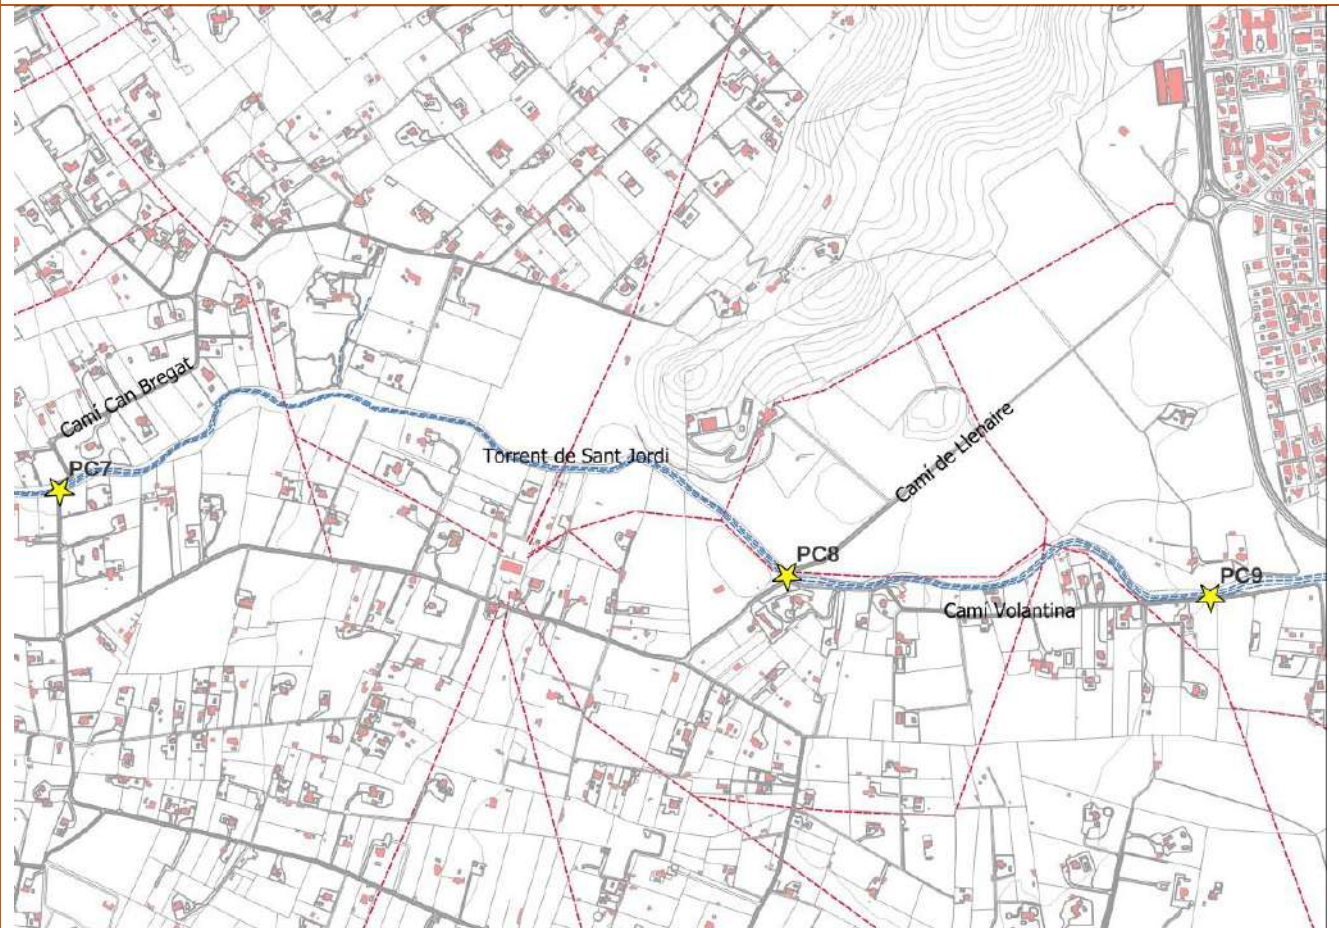 Camí Can Bregat
PC7
Torrent de Sant Jordi
Camí de Llenaire
PC8
PC9
Camí Volantina